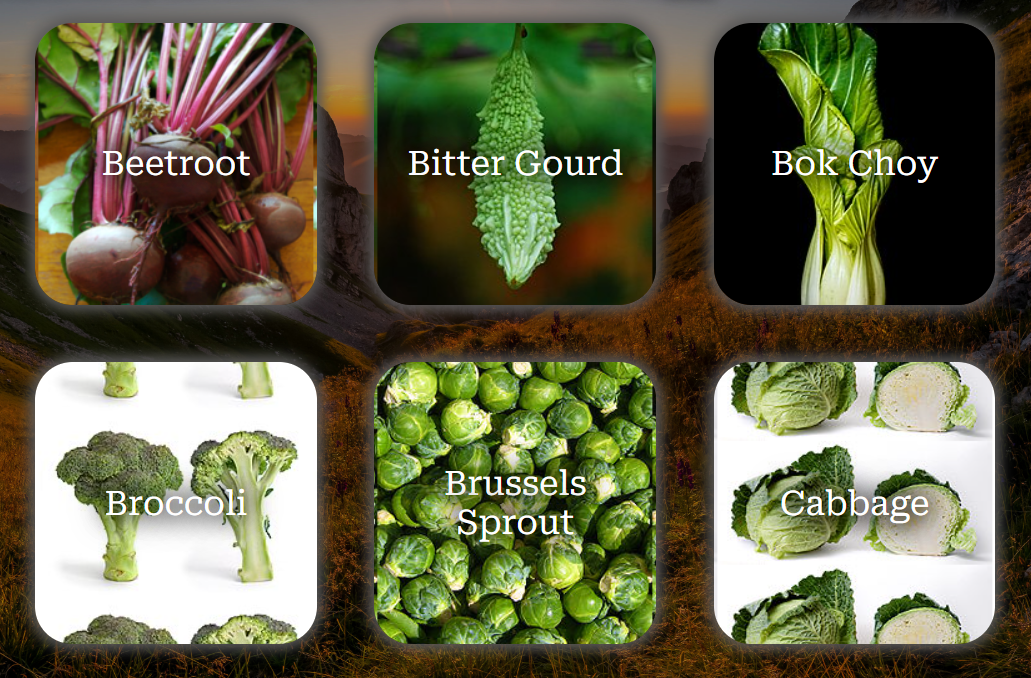 Beetroot
Bitter Gourd
Bok Choy
Broccoli
Brussels
Sprout
Cabbage